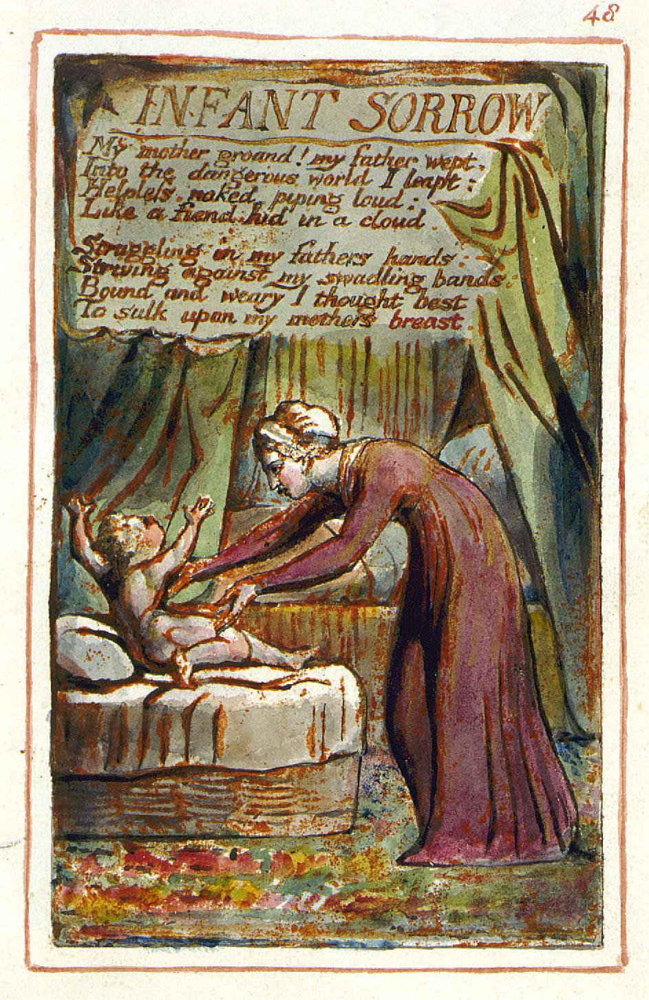 48
INFANT SORROW
My mother groand! my father wept.
Into the dangerous world I leapt:
Helpless, naked, piping loud:
Like a fiend hid in a cloud.
Struggling in my fathers hands:
Striving against my swadling bands:
Bound and weary I thought best
To sulk upon my mothers breast.